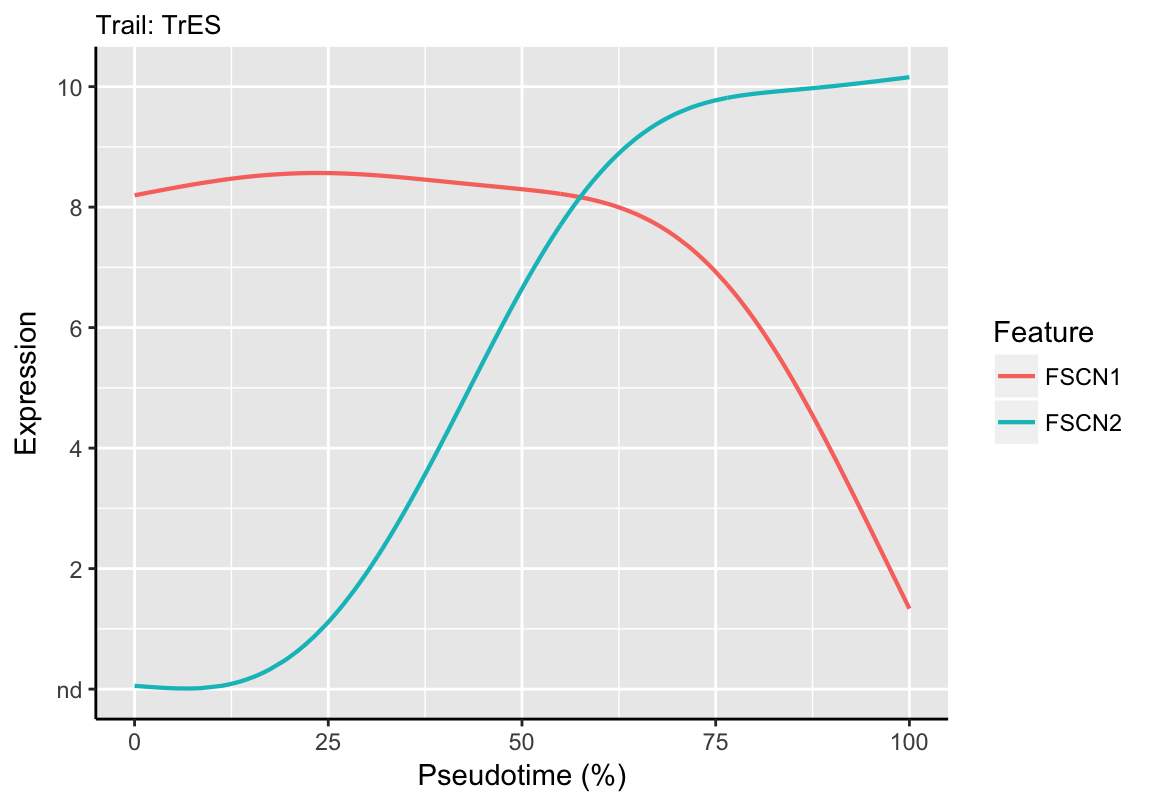 Trail: TrES
10
8
6
4
2
nd
Expression
0 25 50 75 100
Pseudotime (%)
Feature
FSCN1
FSCN2